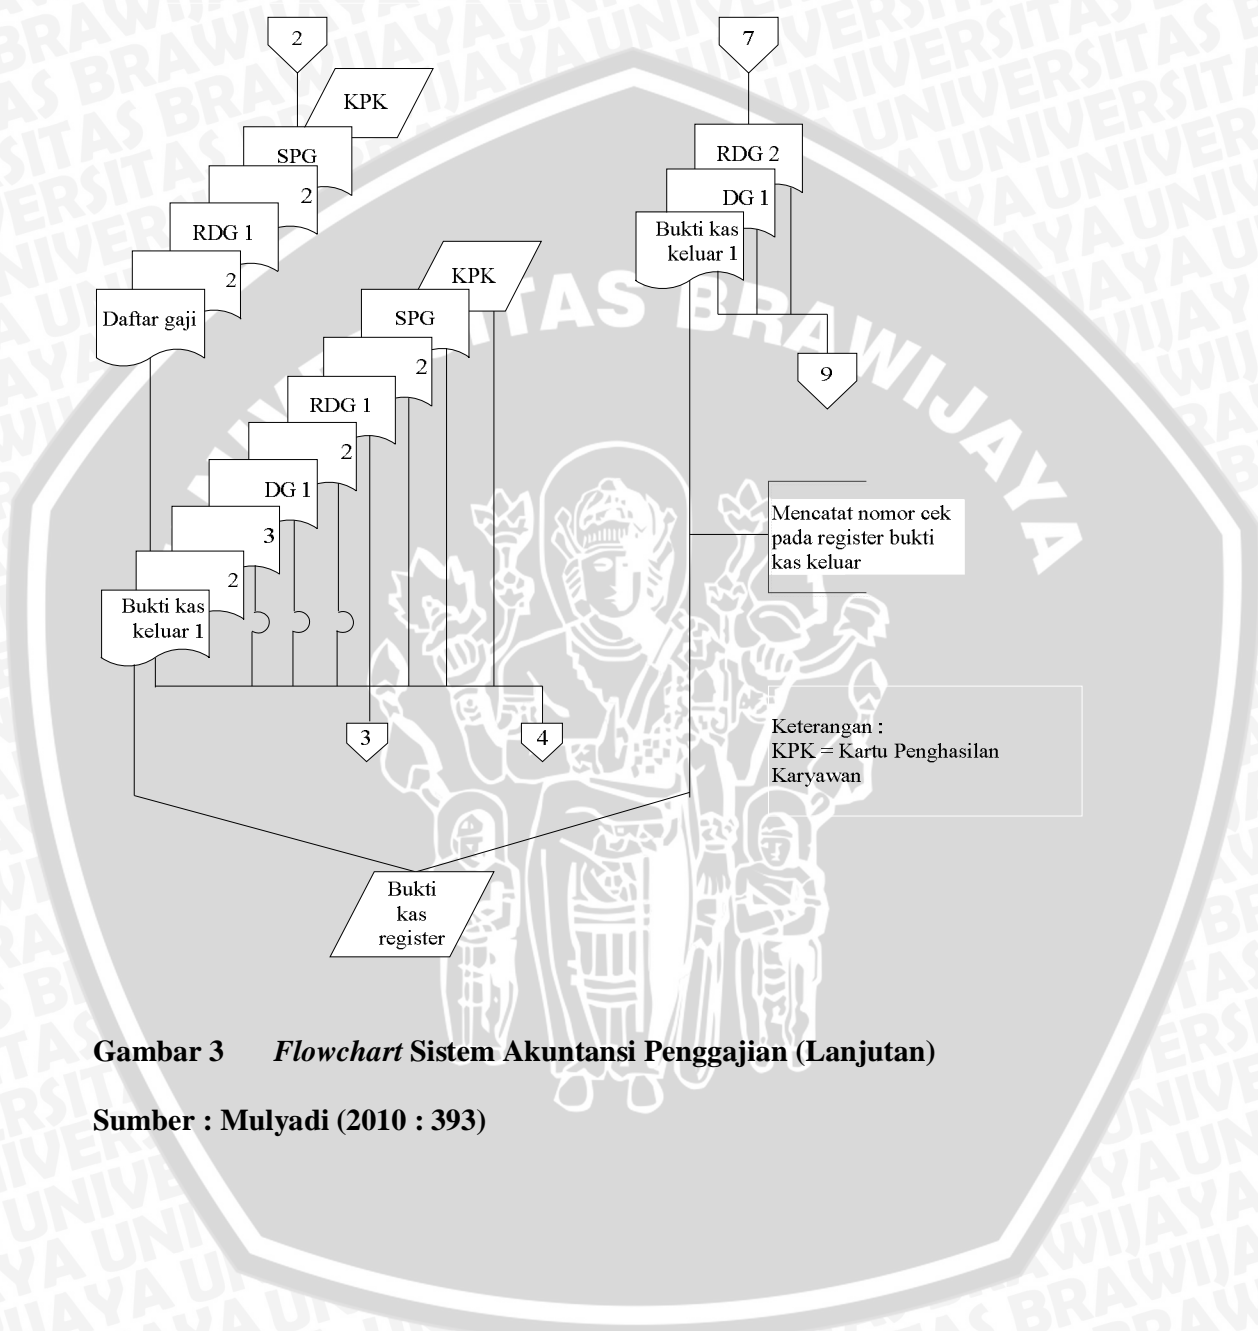 2
KPK
SPG
2
RDG 1
2
Daftar gaji
KPK
SPG
2
RDG 1
2
DG 1
3
2
Bukti kas
keluar 1
3
4
7
RDG 2
DG 1
Bukti kas
keluar 1
9
Mencatat nomor cek
pada register bukti
kas keluar
Keterangan :
KPK = Kartu Penghasilan
Karyawan
Bukti
kas
register
Gambar 3 Flowchart Sistem Akuntansi Penggajian (Lanjutan)
Sumber : Mulyadi (2010 : 393)
UNIVERSITAS BRAWIJAYA